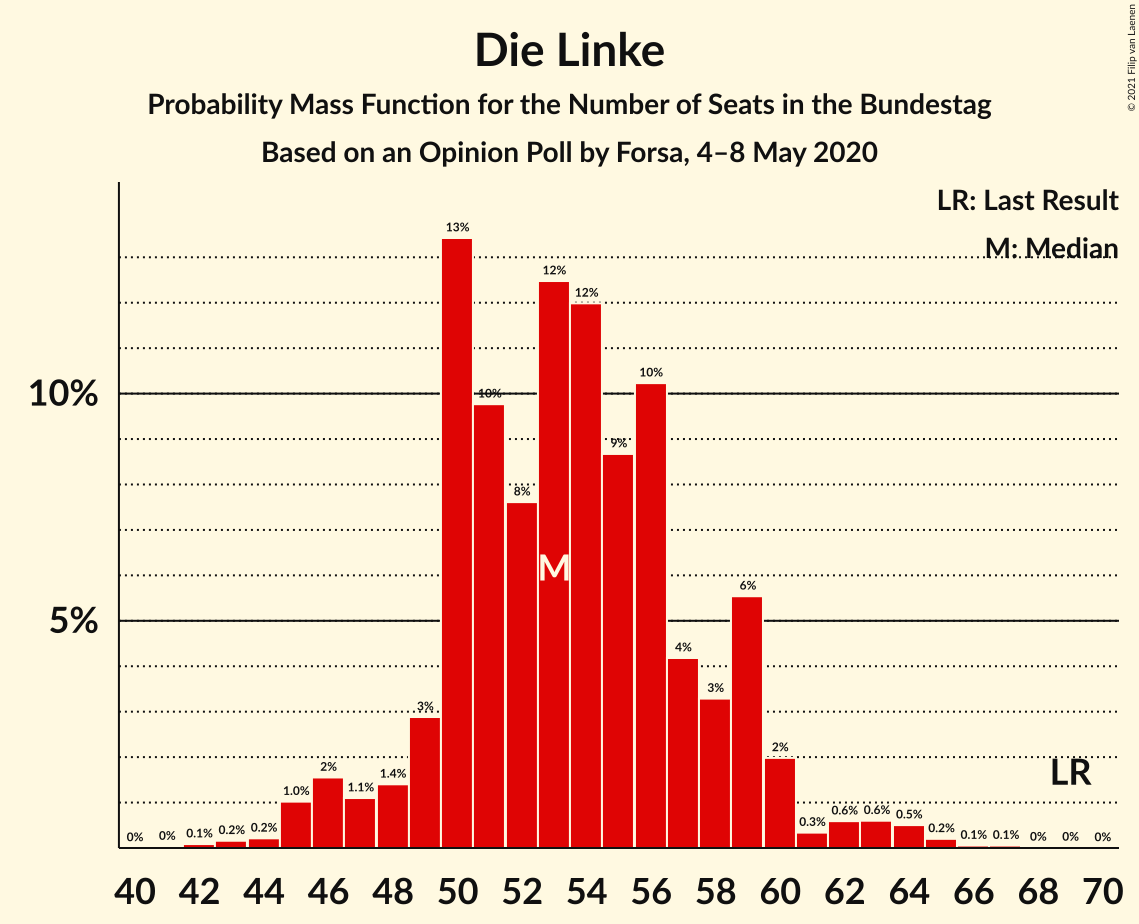 Die Linke
Probability Mass Function for the Number of Seats in the Bundestag
Based on an Opinion Poll by Forsa, 4–8 May 2020
© 2021 Filip van Laenen
LR: Last Result
M: Median
10%
5%
0% 0% 0.1% 0.2% 0.2% 1.0% 2% 1.1% 1.4% 3% 13% 10% 8% 12% 12% 9% 10% 4% 3% 6% 2% 0.3% 0.6% 0.6% 0.5% 0.2% 0.1% 0.1% 0% 0% 0%
M
LR
40 42 44 46 48 50 52 54 56 58 60 62 64 66 68 70